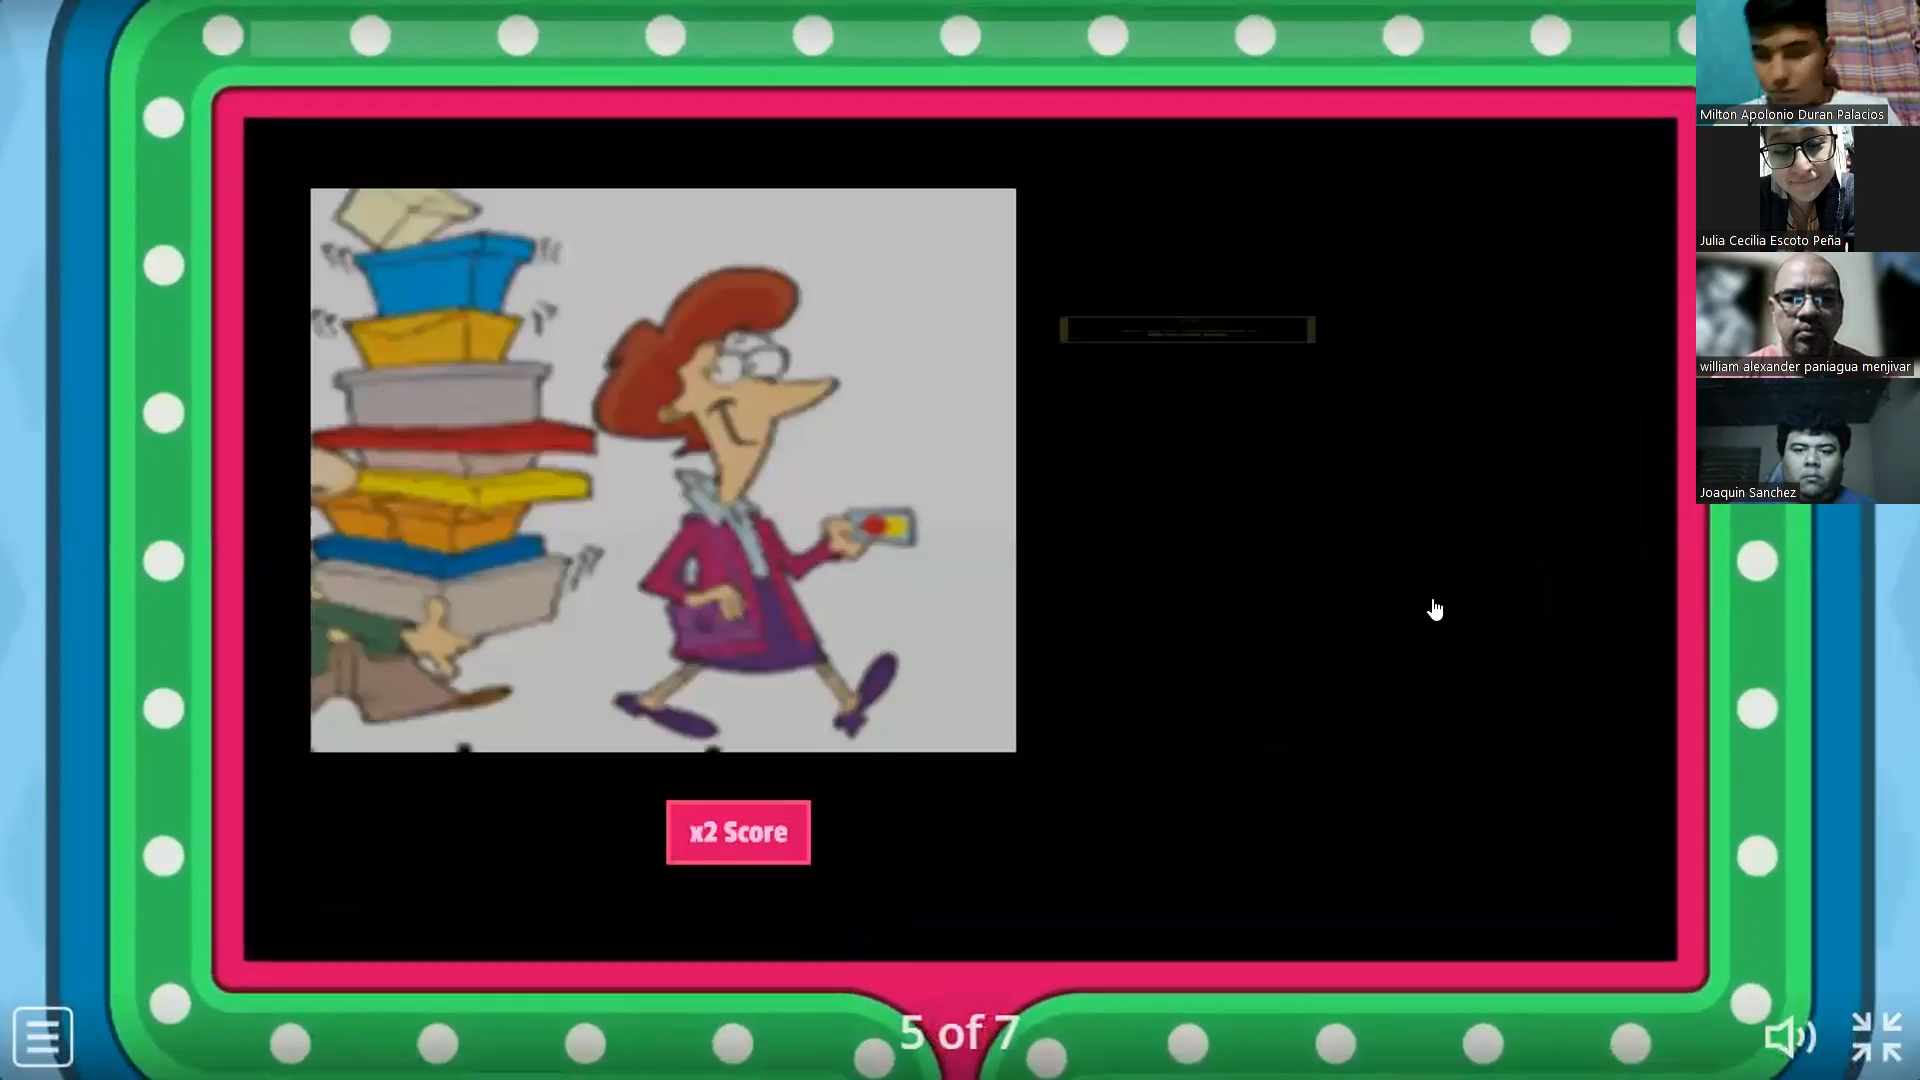 Milton Apolonio Duran Palacios
Julia Cecilia Escoto Peña
william alexander paniagua menjivar
Joaquin Sanchez
x2 Score
5 of 7